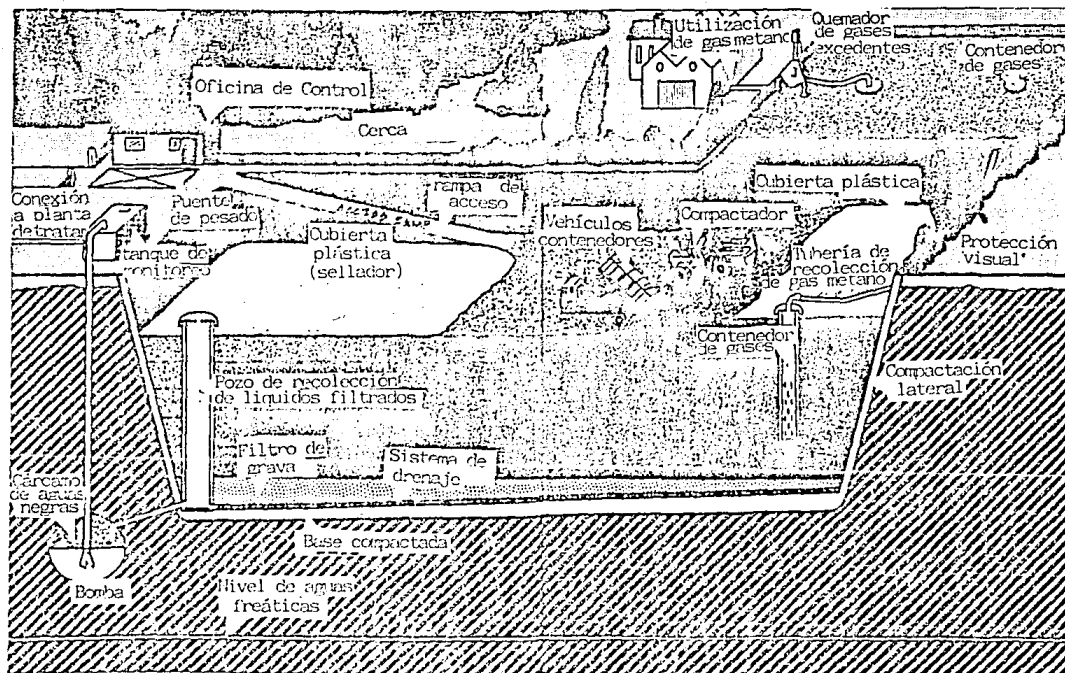 Utilización
de gas metano
Quemador
de gases
excedentes
Contenedor
de gases
Oficina de Control
Cerca
Conexión
a planta
de tratar
Puente
de pesado
tanque de
monitoreo
rampa de
acceso
Cubierta
plástica
(sellador)
Vehículos
contenedores
Compactador
Cubierta plástica
Tubería de
recolección
de gas metano
Protección
visual
Contenedor
de gases
Compactación
lateral
Pozo de recolección
de líquidos filtrados
Filtro de
grava
Sistema de
drenaje
Cárcamo
de aguas
negras
Base compactada
Bomba
Nivel de aguas
freáticas